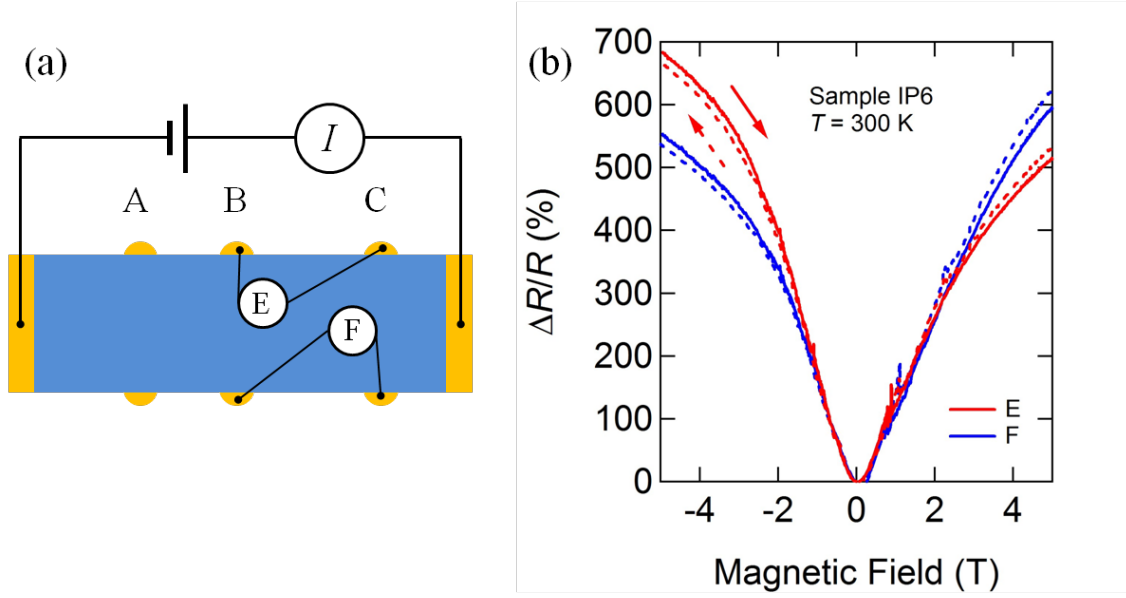 (a)
I
A B C
E
F
(b)
700
600
500
400
300
200
100
0
ΔR/R (%)
Sample IP6
T = 300 K
E
F
-4 -2 0 2 4
Magnetic Field (T)